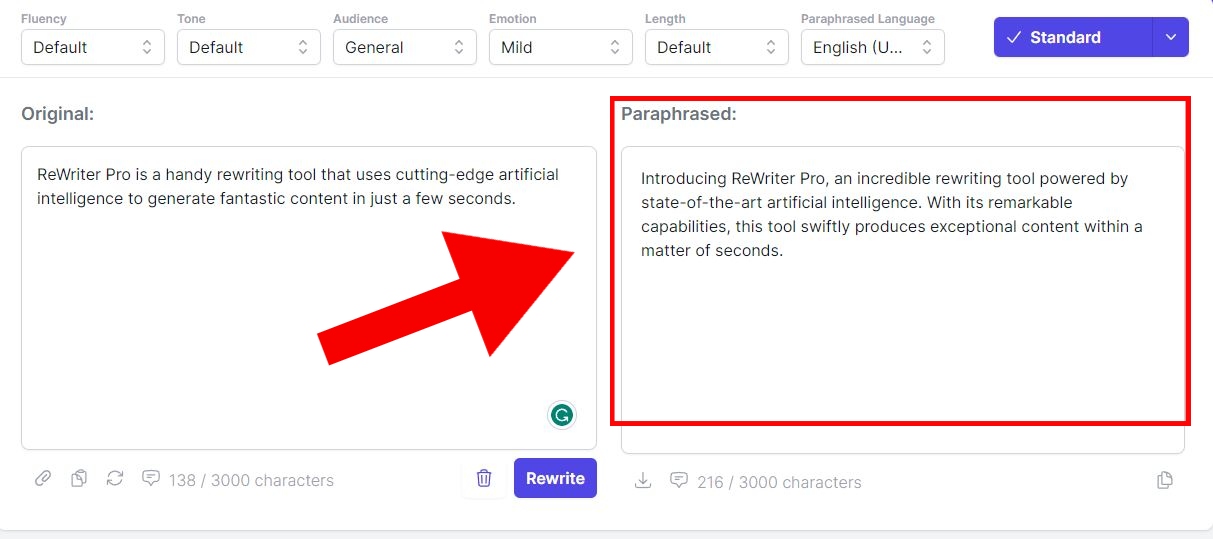 Fluency Tone Audience Emotion Length Paraphrased Language
Default Default General Mild Default English (U... Standard
Original:
ReWriter Pro is a handy rewriting tool that uses cutting-edge artificial
intelligence to generate fantastic content in just a few seconds.
138 / 3000 characters
Rewrite
Paraphrased:
Introducing ReWriter Pro, an incredible rewriting tool powered by
state-of-the-art artificial intelligence. With its remarkable
capabilities, this tool swiftly produces exceptional content within a
matter of seconds.
216 / 3000 characters